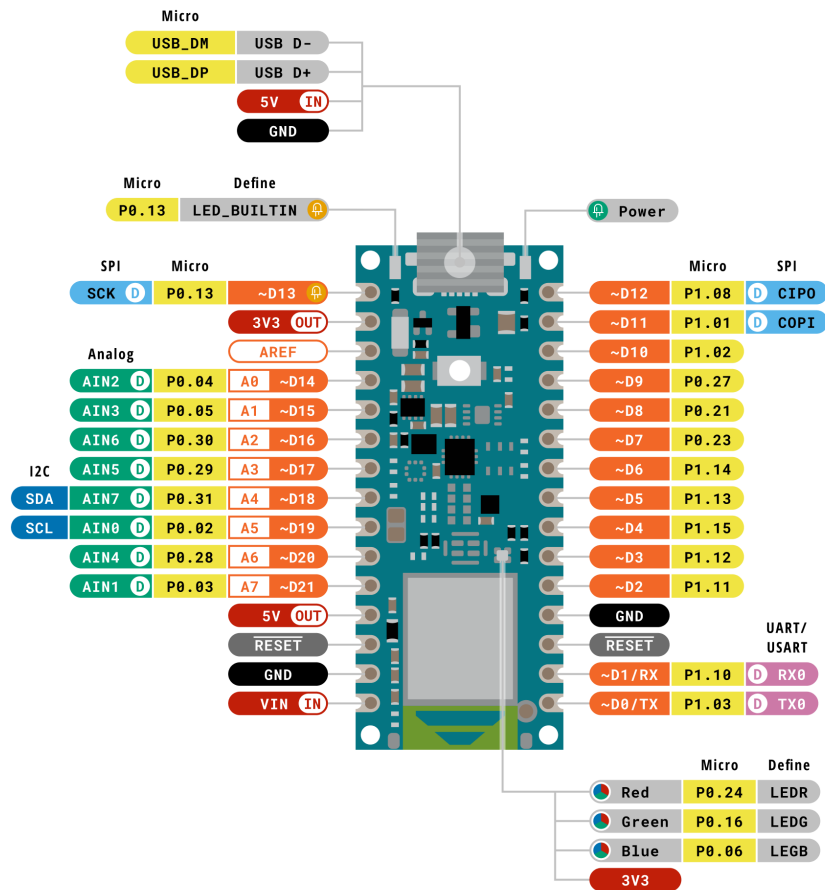 Micro
USB_DM USB D-
USB_DP USB D+
5V IN
GND
Micro Define
P0.13 LED_BUILTIN
Power
SPI Micro
SCK D P0.13 ~D13
3V3 OUT
AREF
Analog
AIN2 D P0.04 A0 ~D14
AIN3 D P0.05 A1 ~D15
AIN6 D P0.30 A2 ~D16
AIN5 D P0.29 A3 ~D17
I2C
SDA AIN7 D P0.31 A4 ~D18
SCL AIN0 D P0.02 A5 ~D19
AIN4 D P0.28 A6 ~D20
AIN1 D P0.03 A7 ~D21
5V OUT
RESET
GND
VIN IN
Micro SPI
~D12 P1.08 D CIPO
~D11 P1.01 D COPI
~D10 P1.02
~D9 P0.27
~D8 P0.21
~D7 P0.23
~D6 P1.14
~D5 P1.13
~D4 P1.15
~D3 P1.12
~D2 P1.11
GND
RESET
UART/
USART
~D1/RX P1.10 D RX0
~D0/TX P1.03 D TX0
Micro Define
Red P0.24 LEDR
Green P0.16 LEDG
Blue P0.06 LEGB
3V3